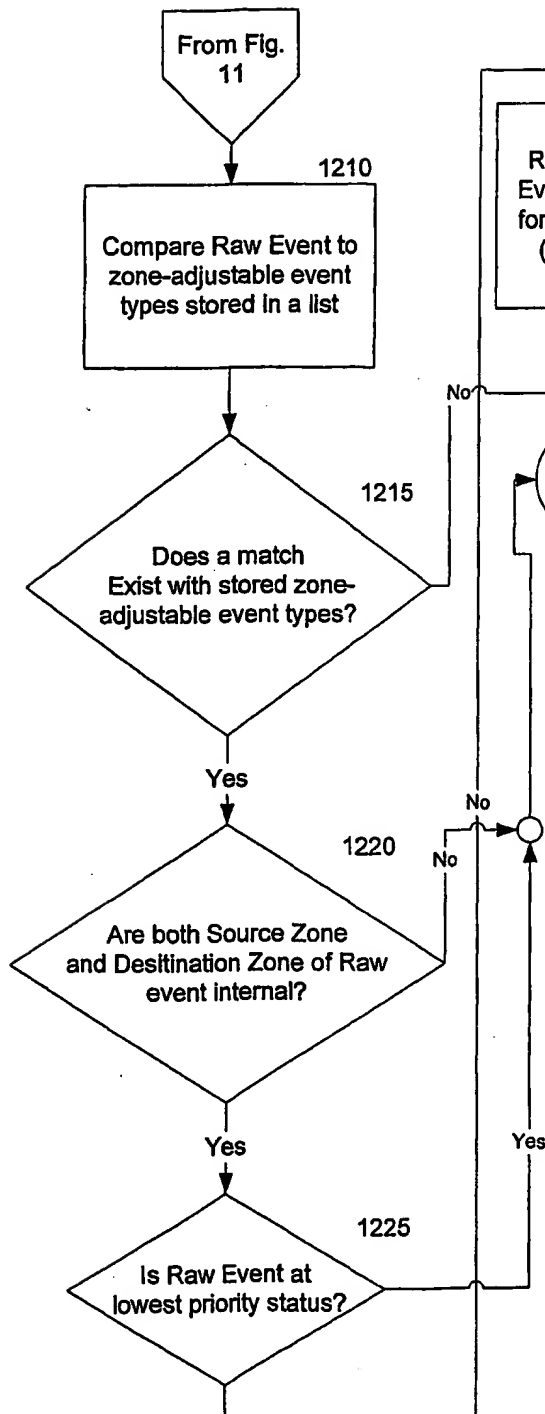 From Fig.
11
1210
Compare Raw Event to
zone-adjustable event
types stored in a list
R
Ev
for
(
No
1215
Does a match
Exist with stored zone-
adjustable event types?
Yes
No
1220
No
Are both Source Zone
and Desitination Zone of Raw
event internal?
Yes
Yes
1225
Is Raw Event at
lowest priority status?